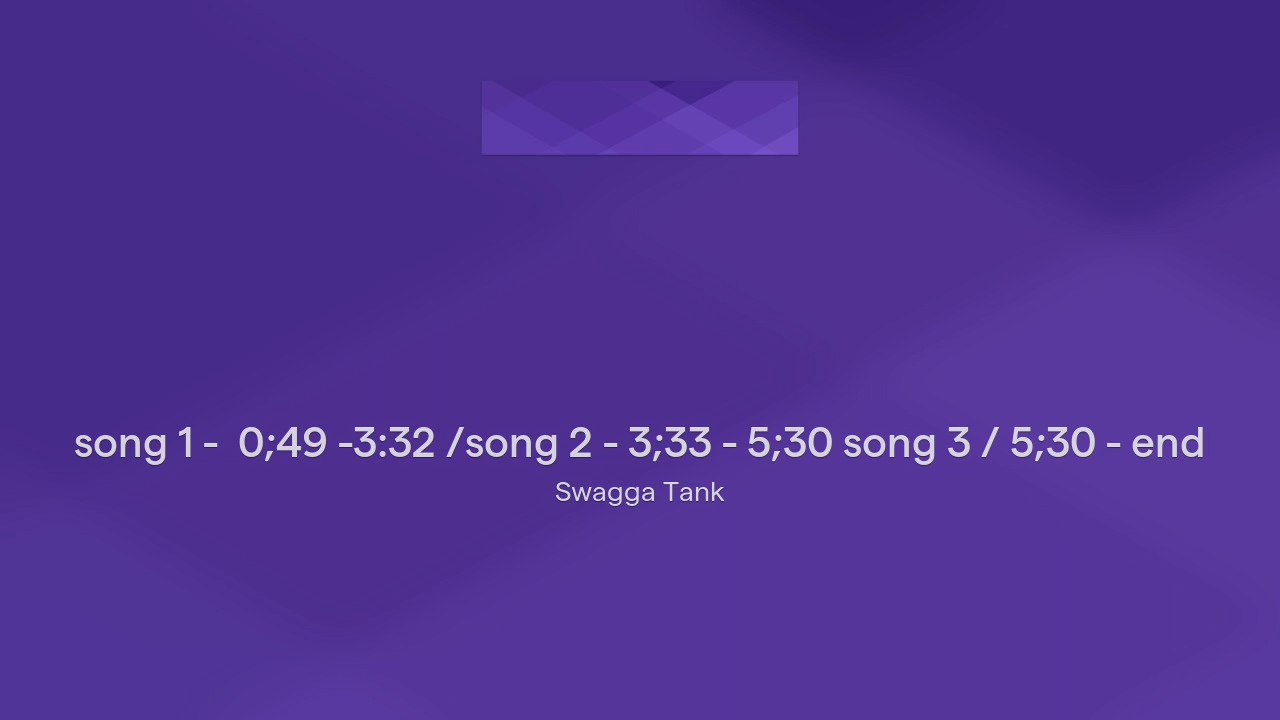 song 1 -  0;49 -3:32 /song 2 - 3;33 - 5;30 song 3 / 5;30 - end
Swagga Tank